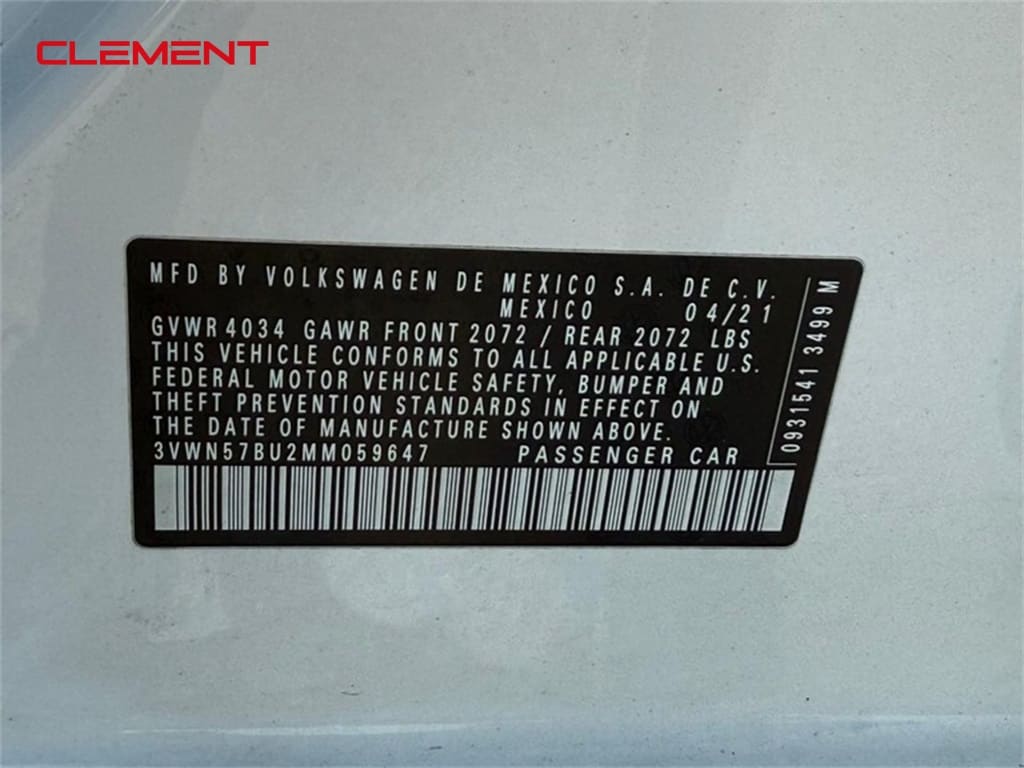 CLEMENT
MFD BY VOLKSWAGEN DE MEXICO S.A. DE C.V.
MEXICO 04/21
GVWR 4034 GAWR FRONT 2072 / REAR 2072 LBS
THIS VEHICLE CONFORMS TO ALL APPLICABLE U.S.
FEDERAL MOTOR VEHICLE SAFETY, BUMPER AND
THEFT PREVENTION STANDARDS IN EFFECT ON
THE DATE OF MANUFACTURE SHOWN ABOVE.
3VWN57BU2MM059647 PASSENGER CAR
0931541 3499 M